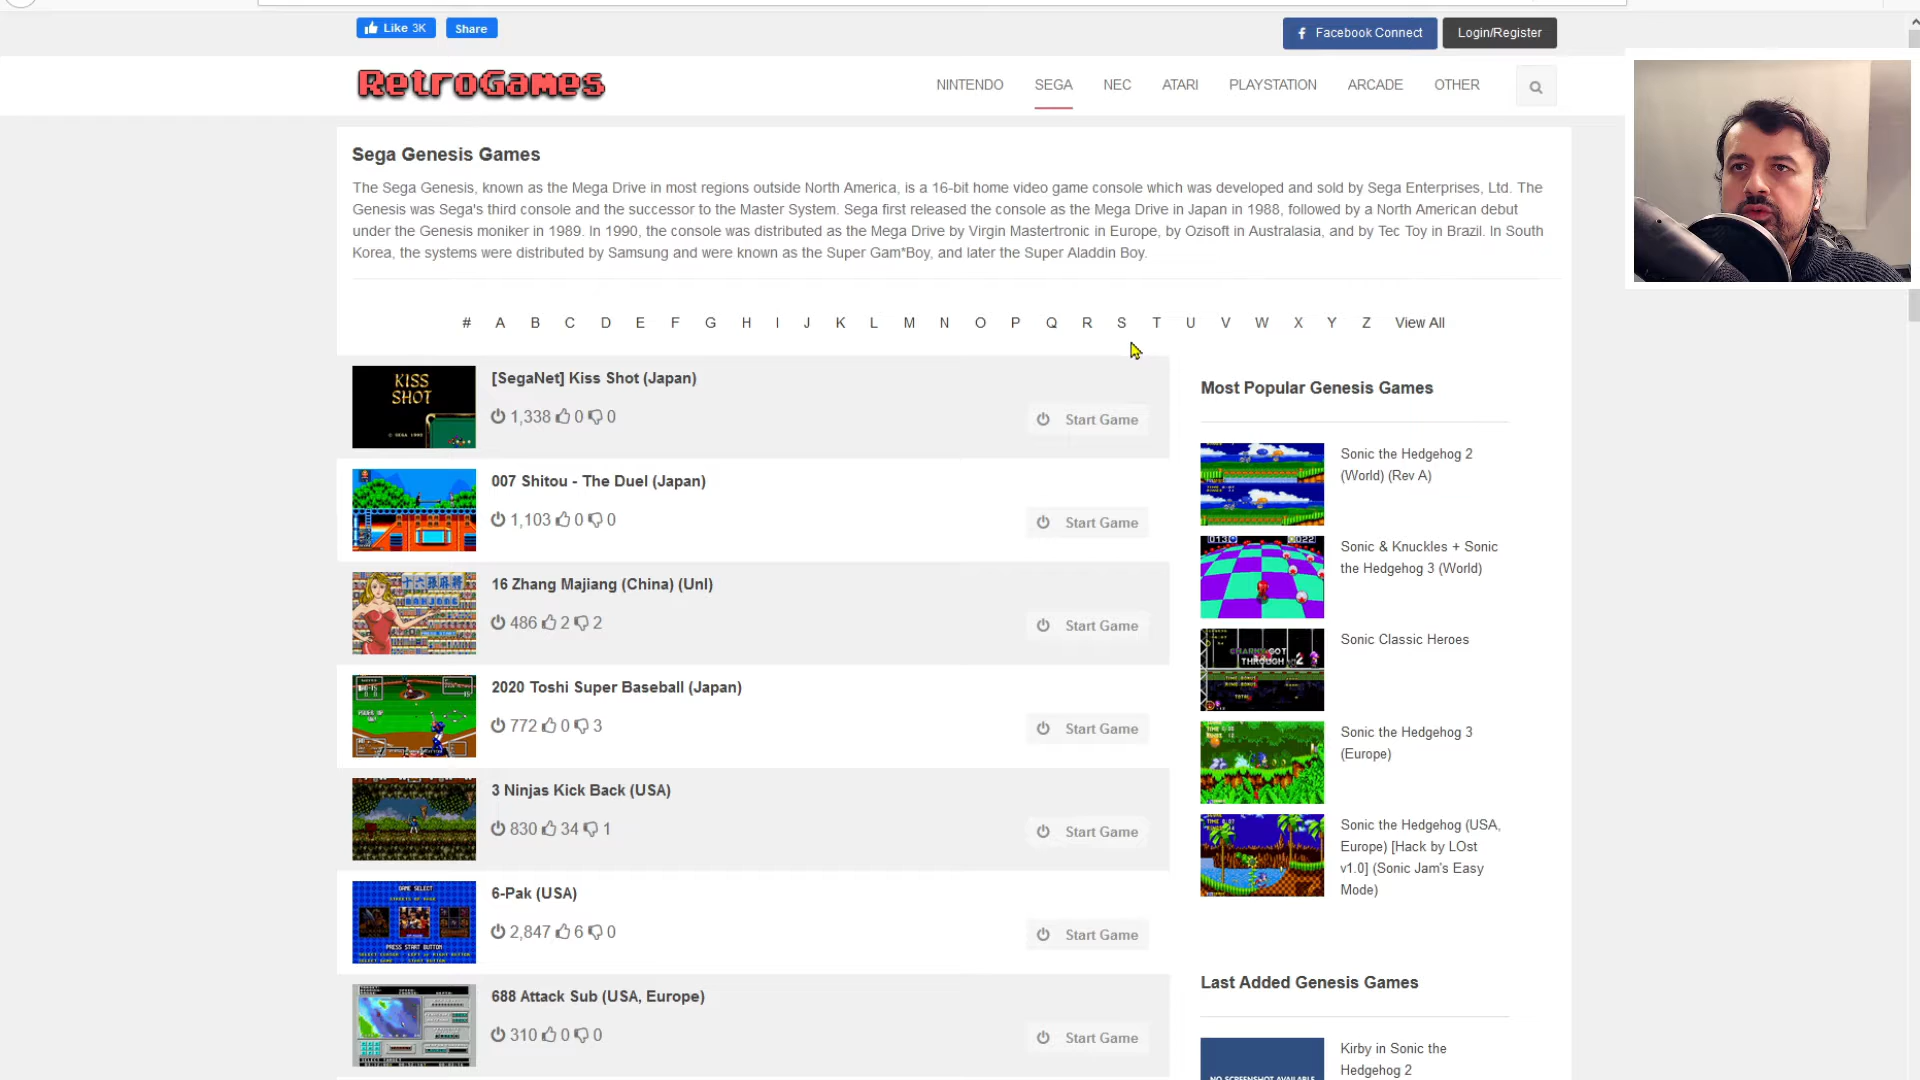 Like 3K
Share
Facebook Connect
Login/Register
RetroGames
NINTENDO SEGA NEC ATARI PLAYSTATION ARCADE OTHER
Sega Genesis Games
The Sega Genesis, known as the Mega Drive in most regions outside North America, is a 16-bit home video game console which was developed and sold by Sega Enterprises, Ltd. The
Genesis was Sega's third console and the successor to the Master System. Sega first released the console as the Mega Drive in Japan in 1988, followed by a North American debut
under the Genesis moniker in 1989. In 1990, the console was distributed as the Mega Drive by Virgin Mastertronic in Europe, by Ozisoft in Australasia, and by Tec Toy in Brazil. In South
Korea, the systems were distributed by Samsung and were known as the Super Gam*Boy, and later the Super Aladdin Boy.
# A B C D E F G H I J K L M N O P Q R S T U V W X Y Z View All
KISS
SHOT
[SegaNet] Kiss Shot (Japan)
1,338 0 0
Start Game
007 Shitou - The Duel (Japan)
1,103 0 0
Start Game
16 Zhang Majiang (China) (Unl)
486 2 2
Start Game
2020 Toshi Super Baseball (Japan)
772 0 3
Start Game
3 Ninjas Kick Back (USA)
830 34 1
Start Game
GAME SELECT
PRESS START BUTTON
6-Pak (USA)
2,847 6 0
Start Game
688 Attack Sub (USA, Europe)
310 0 0
Start Game
Most Popular Genesis Games
Sonic the Hedgehog 2
(World) (Rev A)
Sonic & Knuckles + Sonic
the Hedgehog 3 (World)
Sonic Classic Heroes
Sonic the Hedgehog 3
(Europe)
Sonic the Hedgehog (USA,
Europe) [Hack by LOst
v1.0] (Sonic Jam's Easy
Mode)
Last Added Genesis Games
NO SCREENSHOT AVAILABLE
Kirby in Sonic the
Hedgehog 2